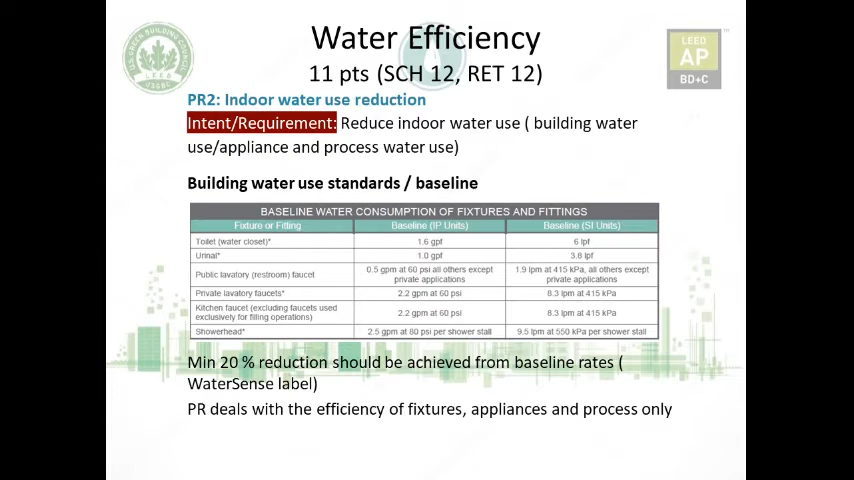 Water Efficiency
11 pts (SCH 12, RET 12)
U.S. GREEN BUILDING COUNCIL
LEED
USGBC
LEED
AP
BD+C
TM
PR2: Indoor water use reduction
Intent/Requirement: Reduce indoor water use ( building water
use/appliance and process water use)
Building water use standards / baseline
BASELINE WATER CONSUMPTION OF FIXTURES AND FITTINGS
Fixture or Fitting Baseline (IP Units) Baseline (SI Units)
Toilet (water closet)* 1.6 gpf 6 lpf
Urinal* 1.0 gpf 3.8 lpf
Public lavatory (restroom) faucet 0.5 gpm at 60 psi all others except private applications 1.9 lpm at 415 kPa, all others except private applications
Private lavatory faucets* 2.2 gpm at 60 psi 8.3 lpm at 415 kPa
Kitchen faucet (excluding faucets used exclusively for filling operations) 2.2 gpm at 60 psi 8.3 lpm at 415 kPa
Showerhead* 2.5 gpm at 80 psi per shower stall 9.5 lpm at 550 kPa per shower stall
Min 20 % reduction should be achieved from baseline rates (
WaterSense label)
PR deals with the efficiency of fixtures, appliances and process only